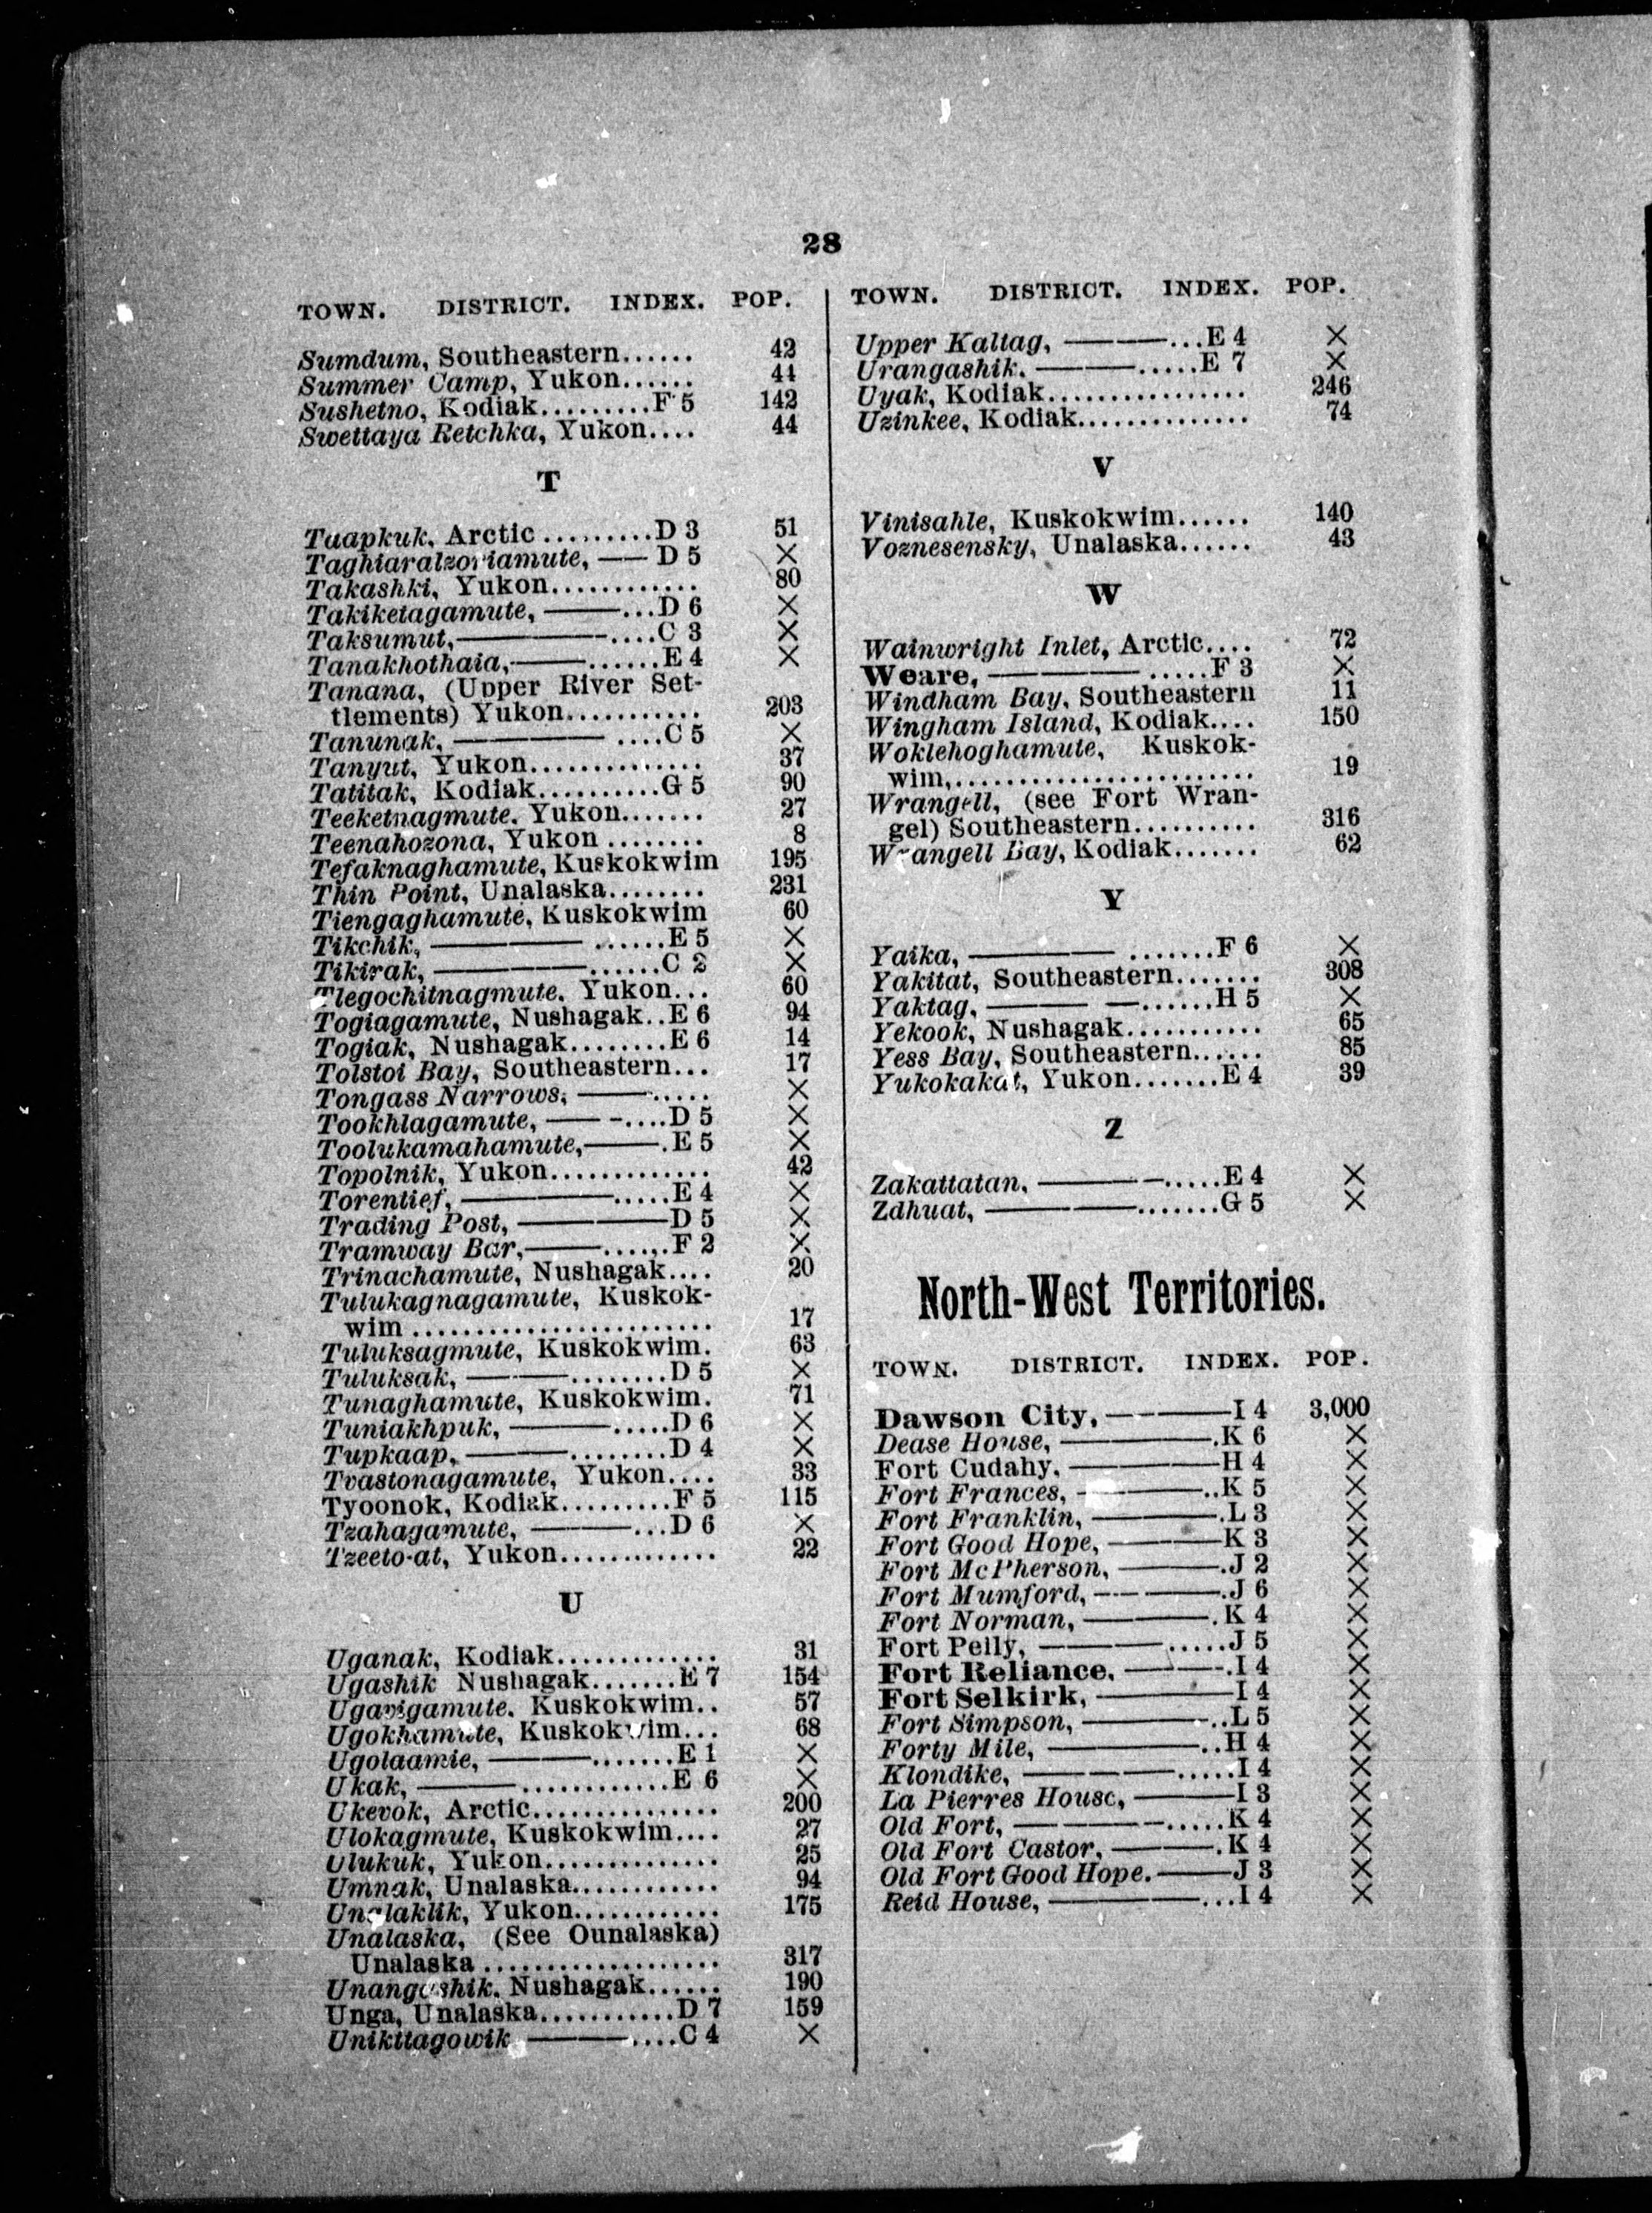 28
TOWN. DISTRICT. INDEX. POP.
Sumdum, Southeastern...... 42
Summer Camp, Yukon...... 44
Sushetno, Kodiak.........F 5 142
Swettaya Retchka, Yukon.... 44
T
Taapkuk, Arctic.........D 3 51
Taghiaralzoriamute, —— D 5 ×
Takashki, Yukon............ 80
Takiketagamute, ——...D 6 ×
Taksumut, ——....C 3 ×
Tanakhothaia, ——......E 4 ×
Tanana, (Upper River Set-
tlements) Yukon........... 203
Tanunak, —— ....C 5 ×
Tanyut, Yukon.............. 37
Tatitak, Kodiak..........G 5 90
Teeketnagmute, Yukon....... 27
Teenahozona, Yukon ........ 8
Tefaknaghamute, Kuskokwim 195
Thin Point, Unalaska........ 231
Tiengaghamute, Kuskokwim 60
Tikchik, —— ......E 5 ×
Tikirak, ——......C 2 ×
Tlegochitnagmute, Yukon... 60
Togiagamute, Nushagak..E 6 94
Togiak, Nushagak........E 6 14
Tolstoi Bay, Southeastern... 17
Tongass Narrows, ——..... ×
Tookhlagamute, ——....D 5 ×
Toolukamahamute, ——.E 5 ×
Topolnik, Yukon............. 42
Torentief, ——.....E 4 ×
Trading Post, ——D 5 ×
Tramway Bar, ——......F 2 ×
Trinachamute, Nushagak.... 20
Tulukagnagamute, Kuskok-
wim ........................ 17
Tuluksagmute, Kuskokwim. 63
Tuluksak, ——........D 5 ×
Tunaghamute, Kuskokwim. 71
Tuniakhpuk, ——.....D 6 ×
Tupkaap, ——........D 4 ×
Tvastonagamute, Yukon.... 33
Tyoonok, Kodiak.........F 5 115
Tzahagamute, ——...D 6 ×
Tzeeto-at, Yukon............. 22
U
Uganak, Kodiak............. 31
Ugashik Nushagak.......E 7 154
Ugavigamute, Kuskokwim.. 57
Ugokhamute, Kuskokwim... 68
Ugolaamie, ——.......E 1 ×
Ukak, ——............E 6 ×
Ukevok, Arctic............... 200
Ulokagmute, Kuskokwim.... 27
Ulukuk, Yukon.............. 25
Umnak, Unalaska............ 94
Unalaklik, Yukon............ 175
Unalaska, (See Ounalaska)
Unalaska ................... 317
Unangashik, Nushagak...... 190
Unga, Unalaska...........D 7 159
Unikttagowik ——....C 4 ×
TOWN. DISTRICT. INDEX. POP.
Upper Kaltag, ——...E 4 ×
Urangashik, ——.....E 7 ×
Uyak, Kodiak................ 246
Uzinkee, Kodiak.............. 74
V
Vinisahle, Kuskokwim...... 140
Voznesensky, Unalaska...... 43
W
Wainwright Inlet, Arctic.... 72
Weare, —— .....F 3 ×
Windham Bay, Southeastern 11
Wingham Island, Kodiak.... 150
Woklehoghamute, Kuskok-
wim,........................ 19
Wrangell, (see Fort Wran-
gel) Southeastern.......... 316
Wrangell Bay, Kodiak....... 62
Y
Yaika, —— .......F 6 ×
Yakitat, Southeastern....... 308
Yaktag, —— —......H 5 ×
Yekook, Nushagak........... 65
Yess Bay, Southeastern...... 85
Yukokakat, Yukon.......E 4 39
Z
Zakattatan, ——.....E 4 ×
Zdhuat, ——.......G 5 ×
North-West Territories.
TOWN. DISTRICT. INDEX. POP.
Dawson City, ——I 4 3,000
Dease House, ——.K 6 ×
Fort Cudahy, ——H 4 ×
Fort Frances, ——..K 5 ×
Fort Franklin, ——.L 3 ×
Fort Good Hope, ——K 3 ×
Fort McPherson, ——.J 2 ×
Fort Mumford, ——.J 6 ×
Fort Norman, ——.K 4 ×
Fort Pelly, ——.....J 5 ×
Fort Reliance, ——.I 4 ×
Fort Selkirk, ——I 4 ×
Fort Simpson, ——..L 5 ×
Forty Mile, ——..H 4 ×
Klondike, ——.....I 4 ×
La Pierres House, ——I 3 ×
Old Fort, ——.....K 4 ×
Old Fort Castor, ——.K 4 ×
Old Fort Good Hope. ——J 3 ×
Reid House, ——...I 4 ×